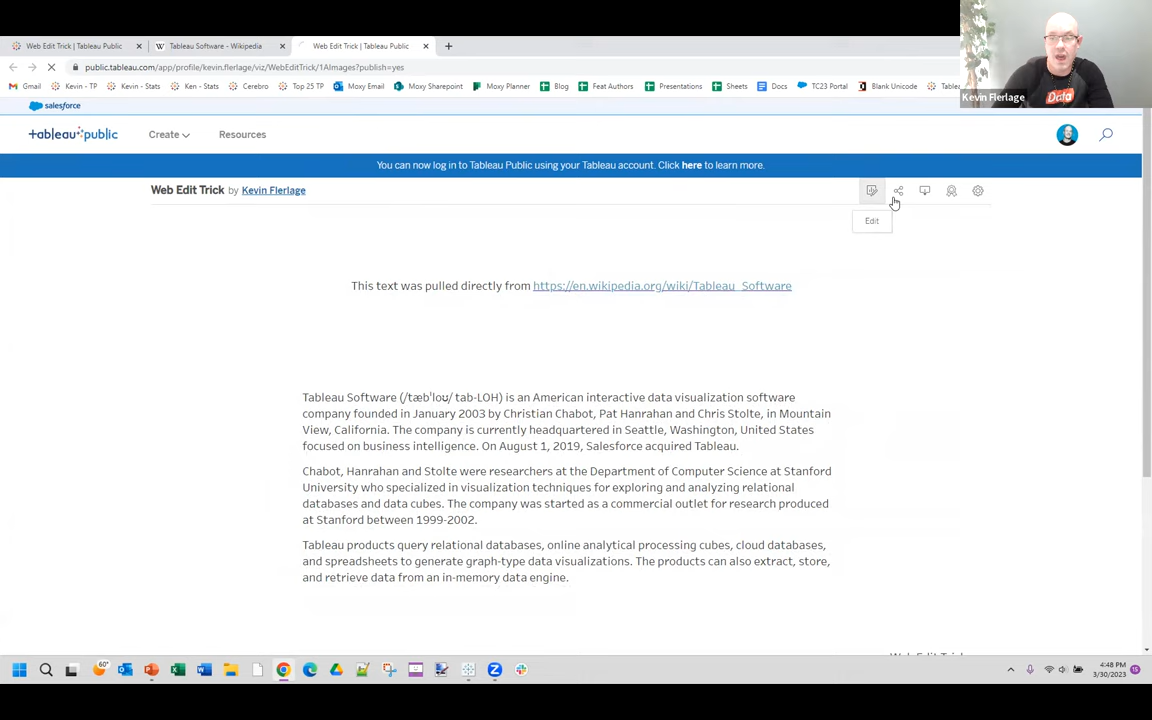 Web Edit Trick | Tableau Public
Tableau Software - Wikipedia
Web Edit Trick | Tableau Public
public.tableau.com/app/profile/kevin.flerlage/viz/WebEditTrick/1AImages?publish=yes
Gmail
Kevin - TP
Kevin - Stats
Ken - Stats
Cerebro
Top 25 TP
Moxy Email
Moxy Sharepoint
Moxy Planner
Blog
Feat Authors
Presentations
Sheets
Docs
TC23 Portal
Blank Unicode
Kevin Flerlage
Data
salesforce
+ableau+public
Create
Resources
You can now log in to Tableau Public using your Tableau account. Click here to learn more.
Web Edit Trick by Kevin Flerlage
Edit
This text was pulled directly from https://en.wikipedia.org/wiki/Tableau_Software
Tableau Software (/tæbˈloʊ/ tab-LOH) is an American interactive data visualization software
company founded in January 2003 by Christian Chabot, Pat Hanrahan and Chris Stolte, in Mountain
View, California. The company is currently headquartered in Seattle, Washington, United States
focused on business intelligence. On August 1, 2019, Salesforce acquired Tableau.
Chabot, Hanrahan and Stolte were researchers at the Department of Computer Science at Stanford
University who specialized in visualization techniques for exploring and analyzing relational
databases and data cubes. The company was started as a commercial outlet for research produced
at Stanford between 1999-2002.
Tableau products query relational databases, online analytical processing cubes, cloud databases,
and spreadsheets to generate graph-type data visualizations. The products can also extract, store,
and retrieve data from an in-memory data engine.
60°
4:48 PM
3/30/2023
15